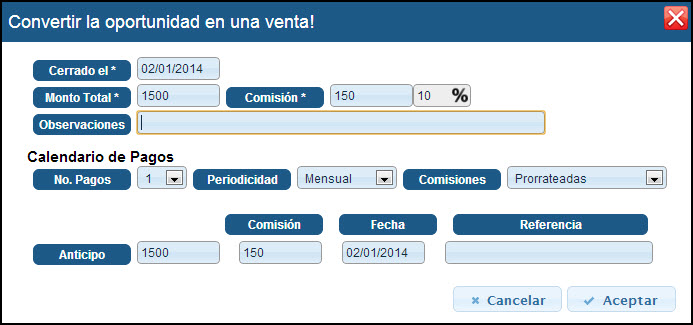 Convertir la oportunidad en una venta!
Cerrado el * 02/01/2014
Monto Total * 1500 Comisión * 150 10 %
Observaciones
Calendario de Pagos
No. Pagos 1 Periodicidad Mensual Comisiones Prorrateadas
Comisión Fecha Referencia
Anticipo 1500 150 02/01/2014
Cancelar Aceptar